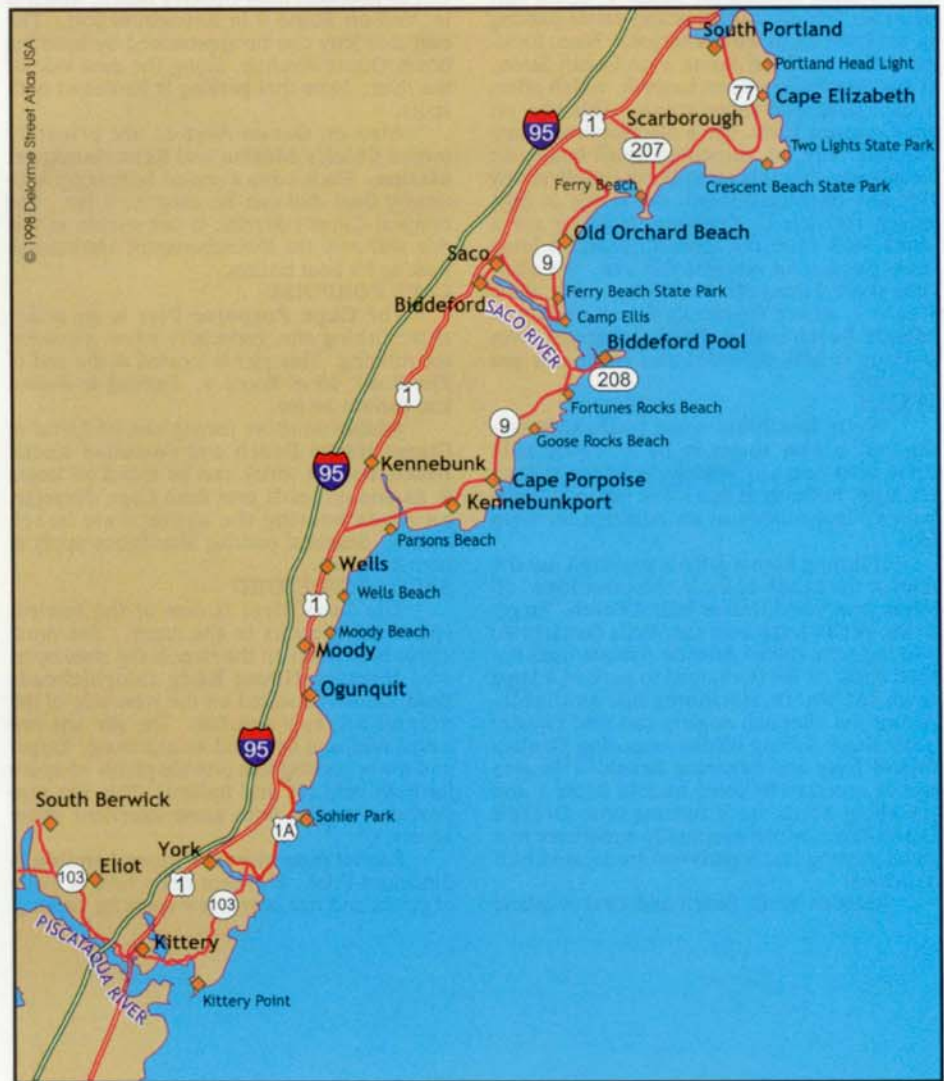 © 1998 Delorme Street Atlas USA
South Portland
Portland Head Light
77
Cape Elizabeth
1
95
Scarborough
207
Two Lights State Park
Crescent Beach State Park
Ferry Beach
Old Orchard Beach
Saco
9
Biddeford
Ferry Beach State Park
Camp Ellis
SACO RIVER
Biddeford Pool
208
1
Fortunes Rocks Beach
9
Goose Rocks Beach
95
Kennebunk
Cape Porpoise
Kennebunkport
Parsons Beach
Wells
Wells Beach
1
Moody Beach
Moody
Ogunquit
95
South Berwick
Sohier Park
1A
York
Eliot
103
1
103
Kittery
PISCATAQUA RIVER
Kittery Point